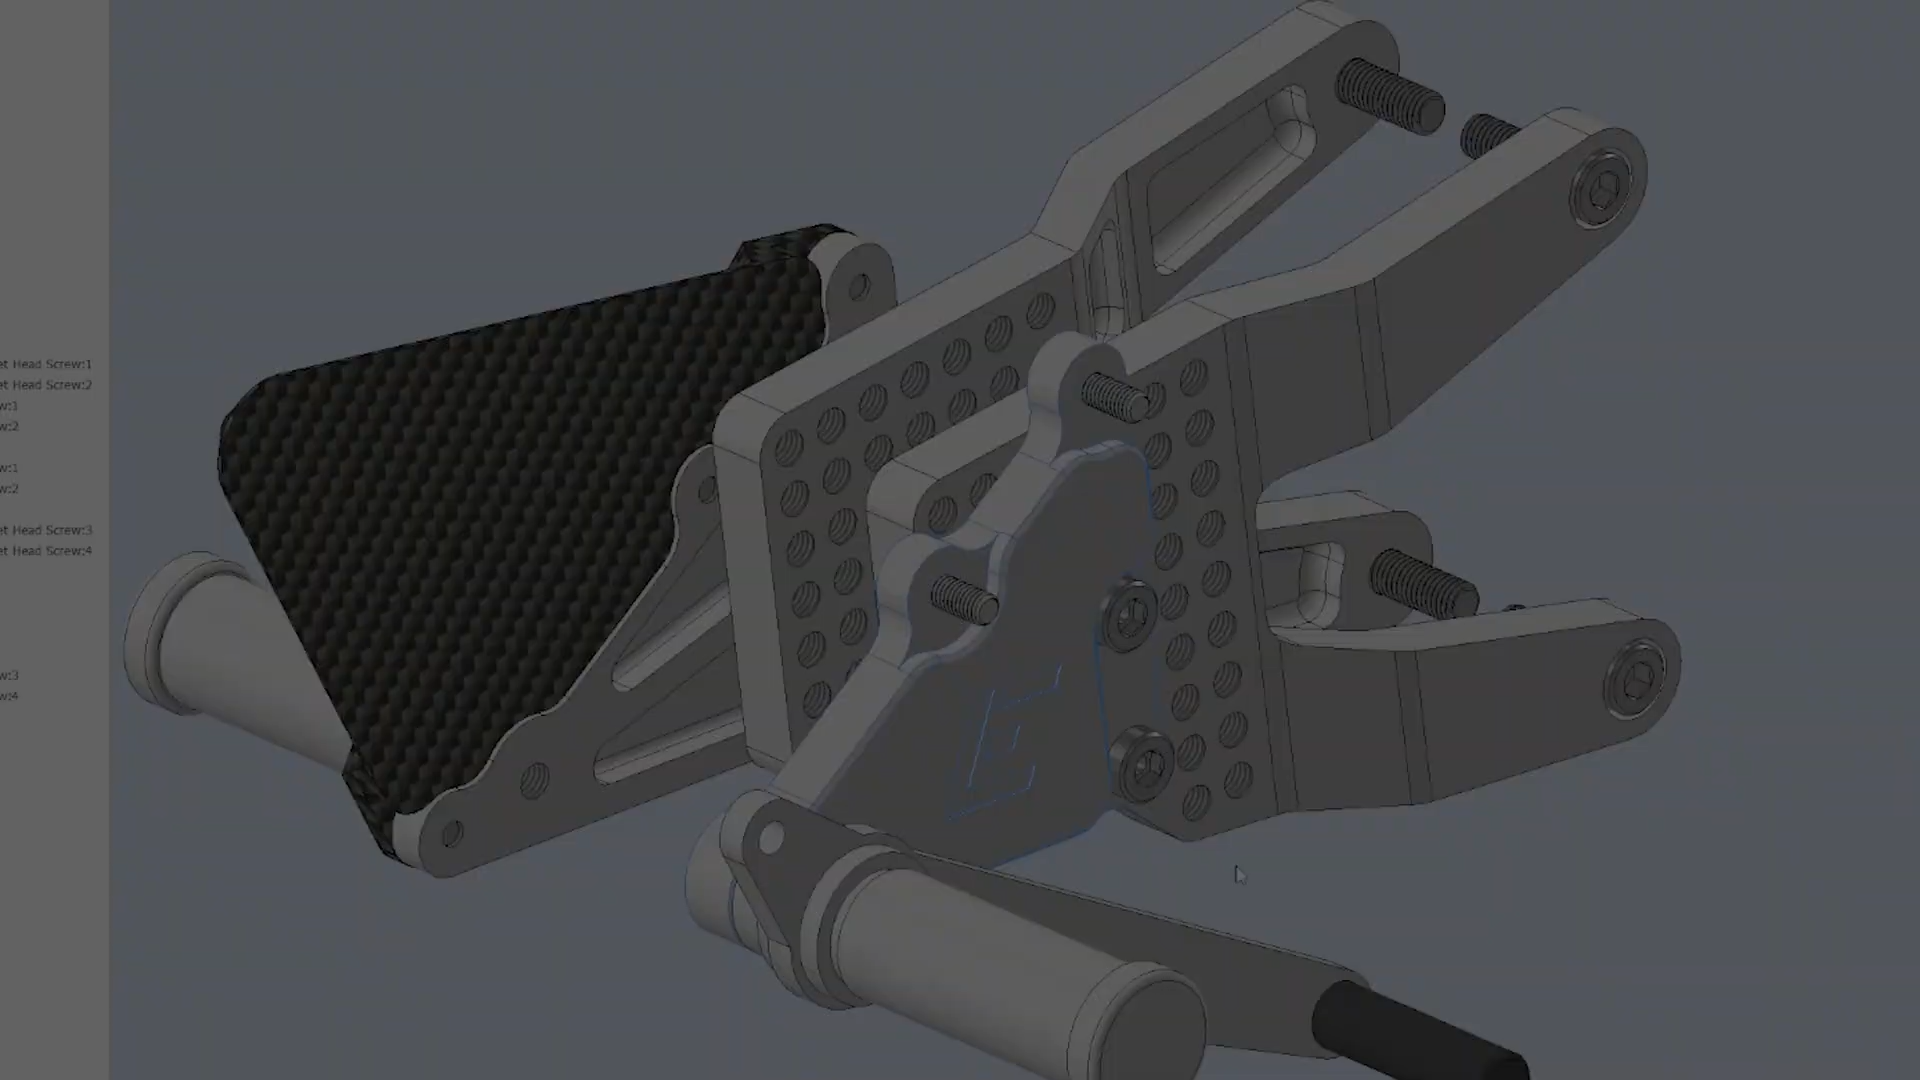 et Head Screw:1
et Head Screw:2
w:1
w:2
w:1
w:2
et Head Screw:3
et Head Screw:4
w:3
w:4
E